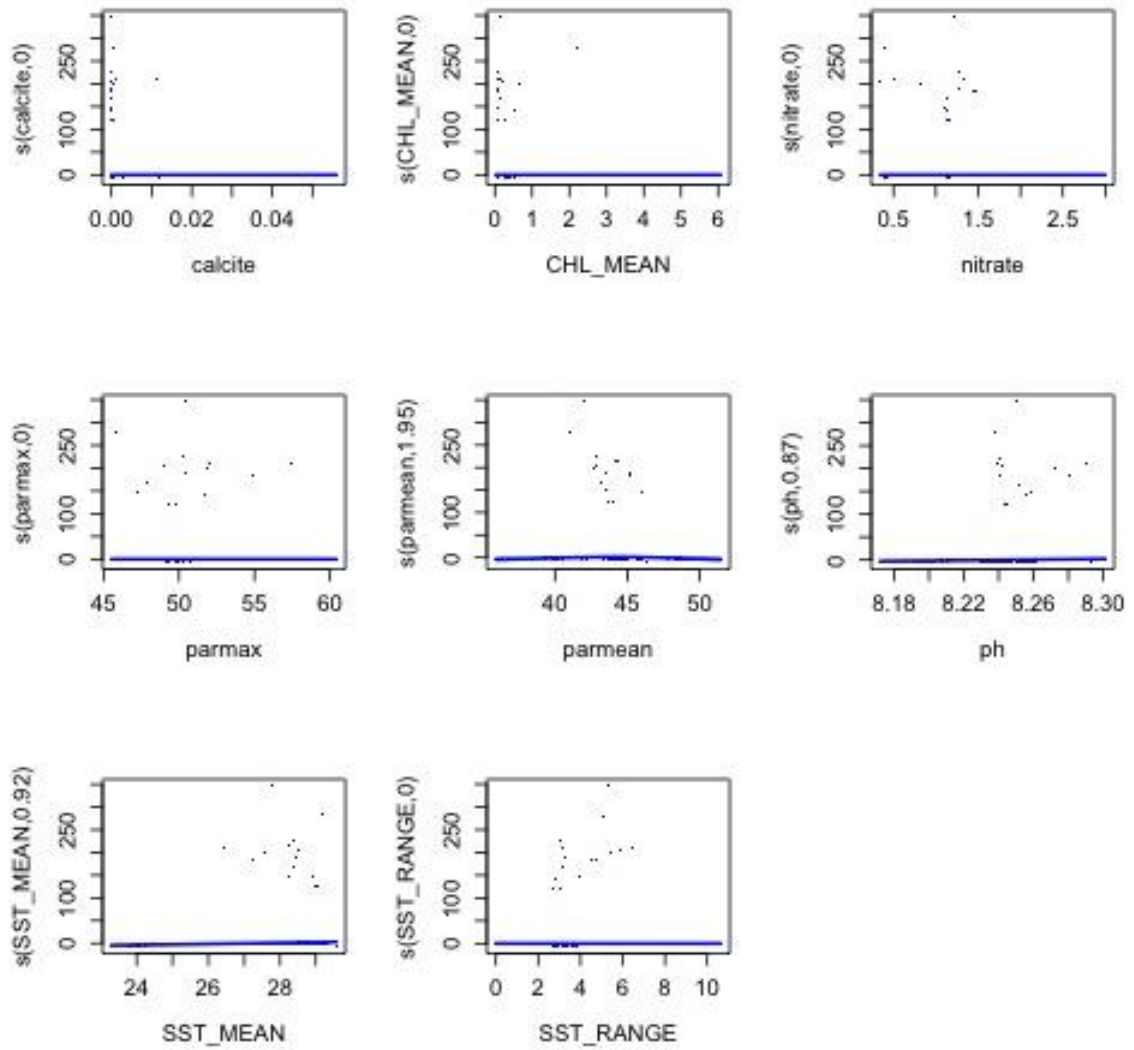 s(calcite,0)
250
100
0
0.00 0.02 0.04
calcite
s(CHL_MEAN,0)
250
100
0
0 1 2 3 4 5 6
CHL_MEAN
s(nitrate,0)
250
100
0
0.5 1.5 2.5
nitrate
s(parmax,0)
250
100
0
45 50 55 60
parmax
s(parmean,1.95)
250
100
0
40 45 50
parmean
s(ph,0.87)
250
100
0
8.18 8.22 8.26 8.30
ph
s(SST_MEAN,0.92)
250
100
0
24 26 28
SST_MEAN
s(SST_RANGE,0)
250
100
0
0 2 4 6 8 10
SST_RANGE